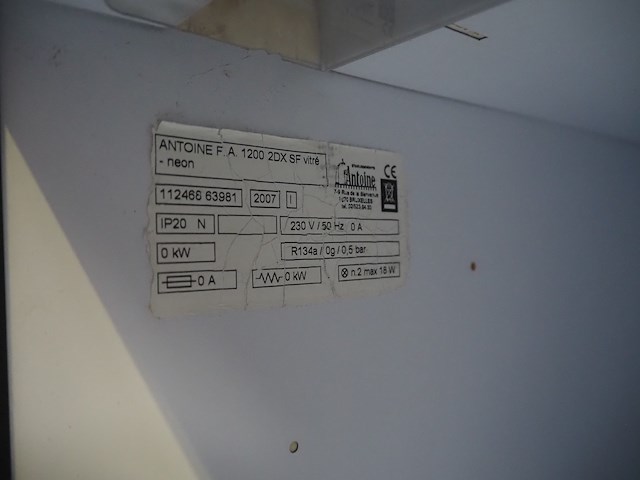 ANTOINE F.A. 1200 2DX SF vitré
- neon
Antoine
CE
1070 BRUXELLES
112466 63981
2007
I
IP20 N
230 V / 50 Hz 0 A
0 kW
R134a / 0g / 0,5 bar
0 A
0 kW
n.2 max 18 W